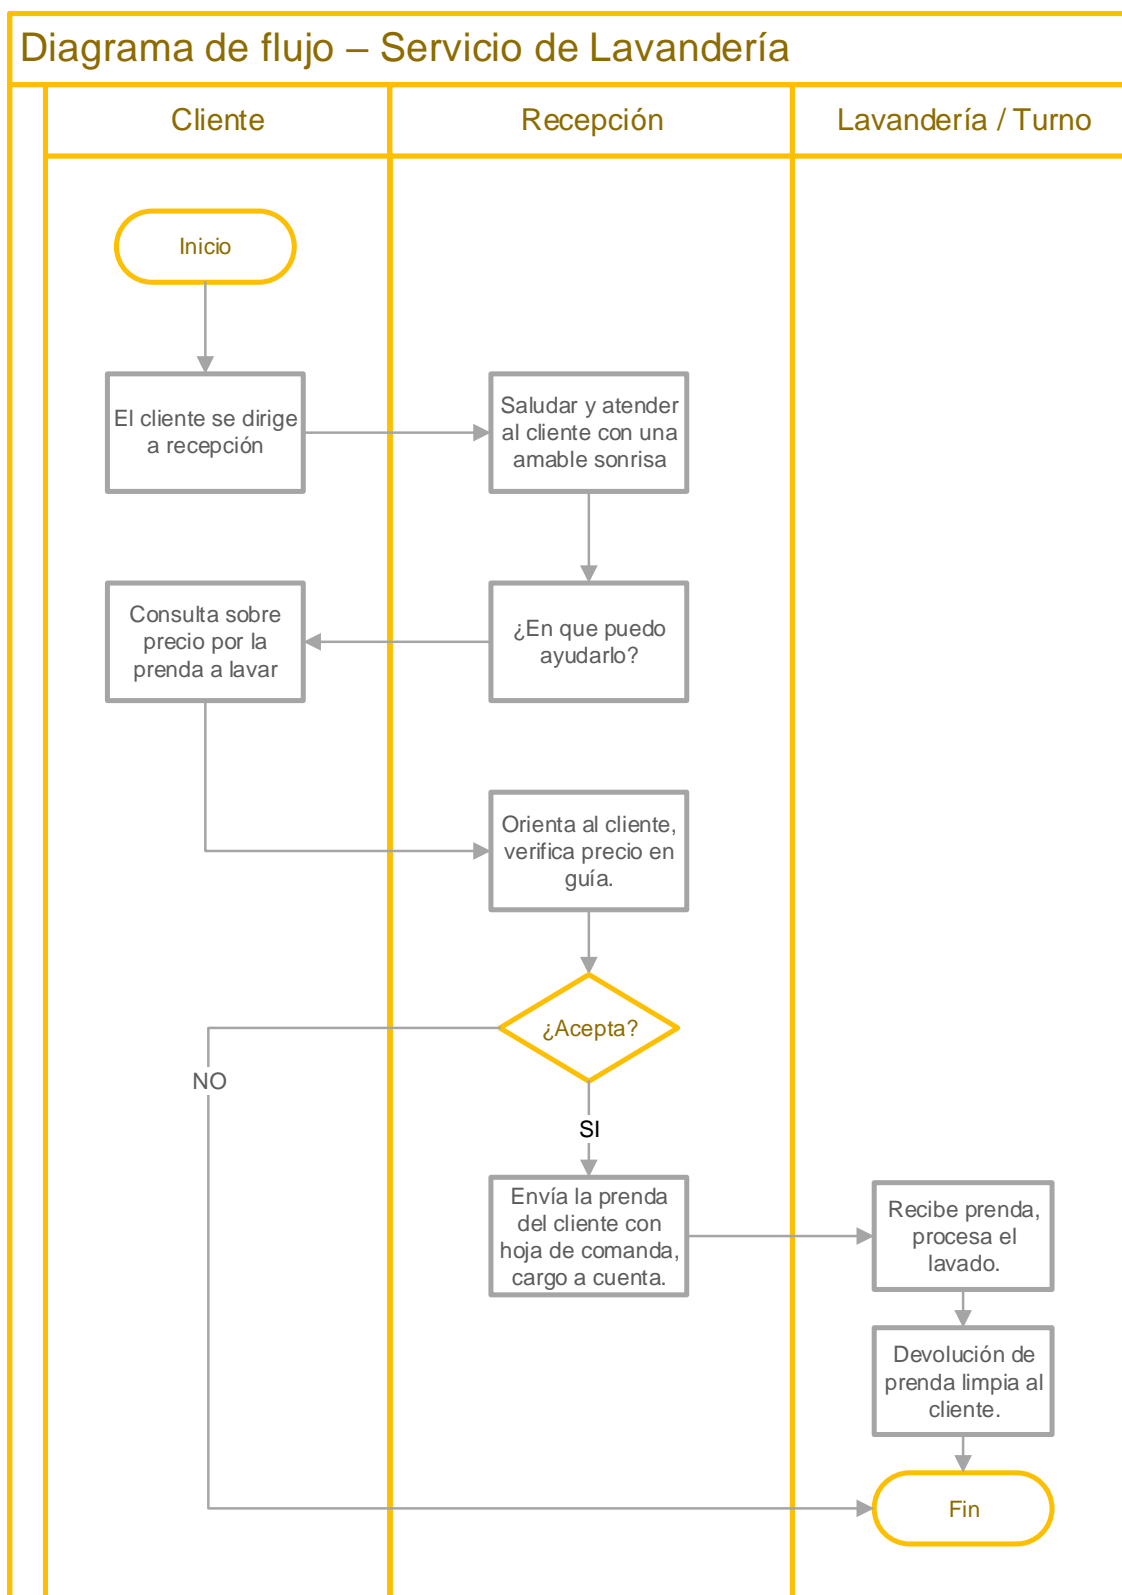 Diagrama de flujo – Servicio de Lavandería
Cliente
Recepción
Lavandería / Turno
Inicio
El cliente se dirige
a recepción
Saludar y atender
al cliente con una
amable sonrisa
¿En que puedo
ayudarlo?
Consulta sobre
precio por la
prenda a lavar
Orienta al cliente,
verifica precio en
guía.
¿Acepta?
NO
SI
Envía la prenda
del cliente con
hoja de comanda,
cargo a cuenta.
Recibe prenda,
procesa el
lavado.
Devolución de
prenda limpia al
cliente.
Fin